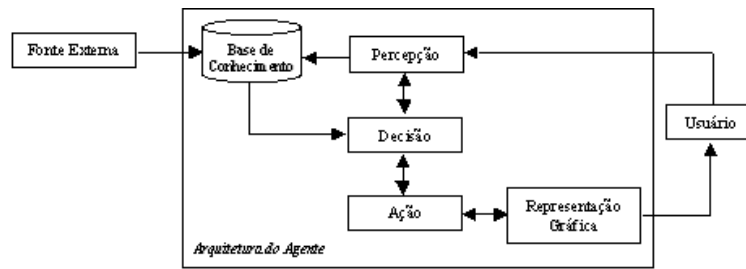 Fonte Externa
Base de
Conhecimento
Percepção
Usuário
Decisão
Ação
Representação
Gráfica
Arquitetura do Agente